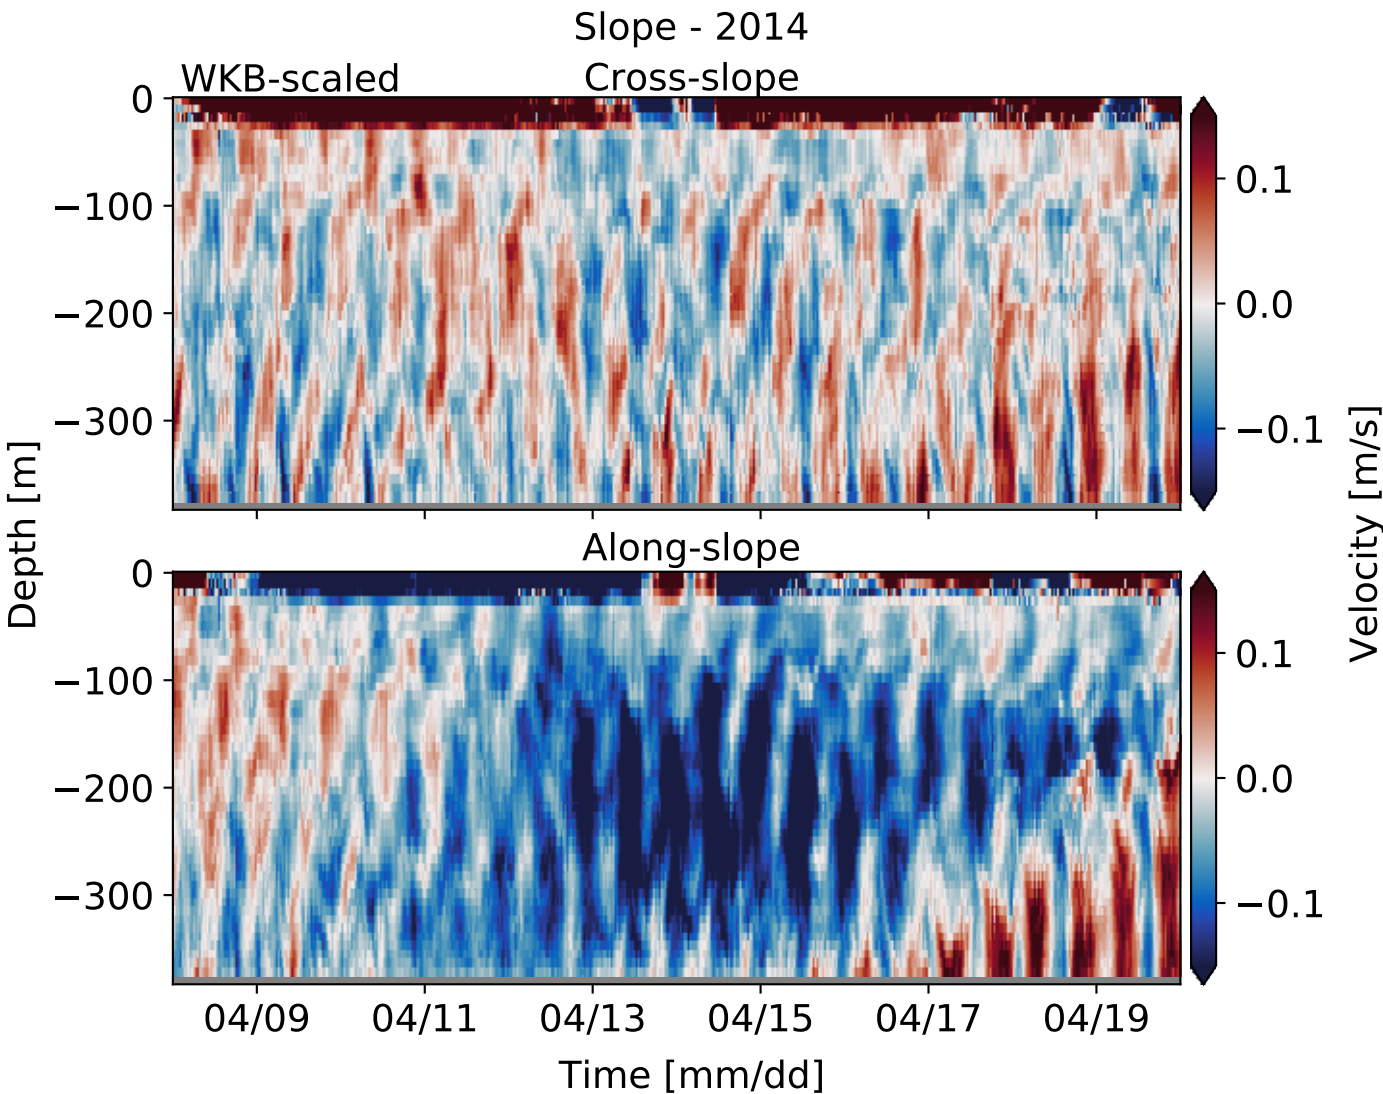 Slope - 2014
WKB-scaled
Cross-slope
0
−100
−200
−300
0.1
0.0
−0.1
Along-slope
0
−100
−200
−300
0.1
0.0
−0.1
Depth [m]
Velocity [m/s]
04/09 04/11 04/13 04/15 04/17 04/19
Time [mm/dd]